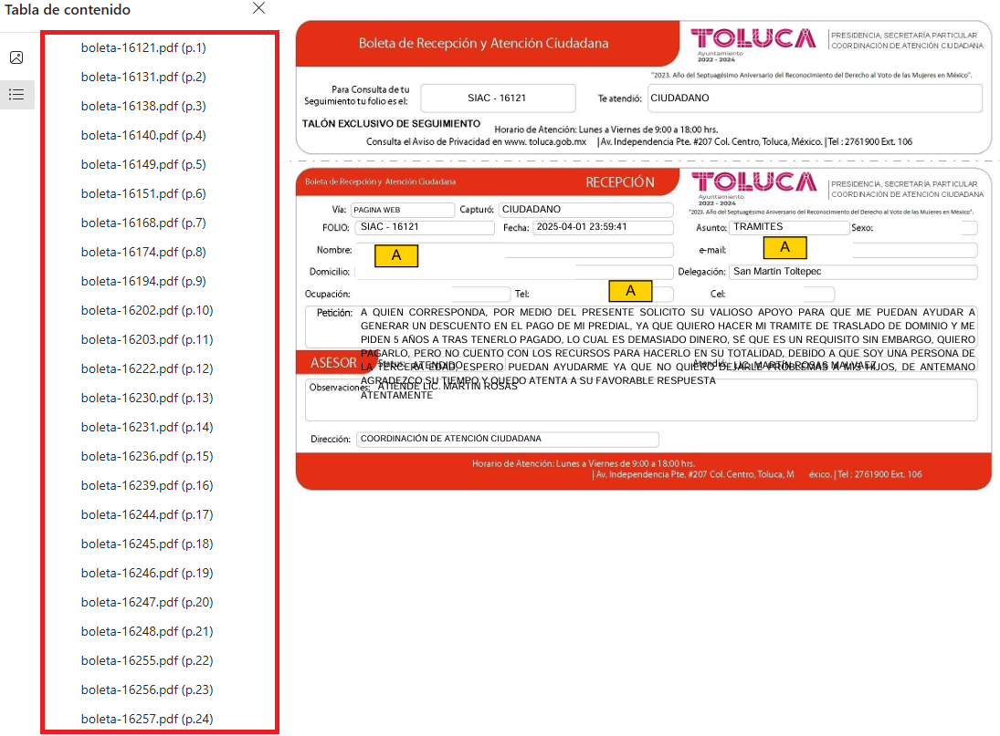 Tabla de contenido
boleta-16121.pdf (p.1)
boleta-16131.pdf (p.2)
boleta-16138.pdf (p.3)
boleta-16140.pdf (p.4)
boleta-16149.pdf (p.5)
boleta-16151.pdf (p.6)
boleta-16168.pdf (p.7)
boleta-16174.pdf (p.8)
boleta-16194.pdf (p.9)
boleta-16202.pdf (p.10)
boleta-16203.pdf (p.11)
boleta-16222.pdf (p.12)
boleta-16230.pdf (p.13)
boleta-16231.pdf (p.14)
boleta-16236.pdf (p.15)
boleta-16239.pdf (p.16)
boleta-16244.pdf (p.17)
boleta-16245.pdf (p.18)
boleta-16246.pdf (p.19)
boleta-16247.pdf (p.20)
boleta-16248.pdf (p.21)
boleta-16255.pdf (p.22)
boleta-16256.pdf (p.23)
boleta-16257.pdf (p.24)
Boleta de Recepción y Atención Ciudadana
TOLUCA
Ayuntamiento
2022 - 2024
PRESIDENCIA, SECRETARÍA PARTICULAR
COORDINACIÓN DE ATENCIÓN CIUDADANA
"2023. Año del Septuagésimo Aniversario del Reconocimiento del Derecho al Voto de las Mujeres en México".
Para Consulta de tu
Seguimiento tu folio es el: SIAC - 16121 Te atendió: CIUDADANO
TALÓN EXCLUSIVO DE SEGUIMIENTO
Horario de Atención: Lunes a Viernes de 9:00 a 18:00 hrs.
Consulta el Aviso de Privacidad en www. toluca.gob.mx | Av. Independencia Pte. #207 Col. Centro, Toluca, México. | Tel : 2761900 Ext. 106
Boleta de Recepción y Atención Ciudadana RECEPCIÓN
TOLUCA
Ayuntamiento
2022 - 2024
PRESIDENCIA, SECRETARÍA PARTICULAR
COORDINACIÓN DE ATENCIÓN CIUDADANA
"2023. Año del Septuagésimo Aniversario del Reconocimiento del Derecho al Voto de las Mujeres en México".
Vía: PAGINA WEB Capturó: CIUDADANO
FOLIO: SIAC - 16121 Fecha: 2025-04-01 23:59:41 Asunto: TRAMITES Sexo:
Nombre: A e-mail: A
Domicilio: Delegación: San Martín Toltepec
Ocupación: Tel: A Cel:
Petición: A QUIEN CORRESPONDA, POR MEDIO DEL PRESENTE SOLICITO SU VALIOSO APOYO PARA QUE ME PUEDAN AYUDAR A
GENERAR UN DESCUENTO EN EL PAGO DE MI PREDIAL, YA QUE QUIERO HACER MI TRAMITE DE TRASLADO DE DOMINIO Y ME
PIDEN 5 AÑOS A TRAS TENERLO PAGADO, LO CUAL ES DEMASIADO DINERO, SÉ QUE ES UN REQUISITO SIN EMBARGO, QUIERO
PAGARLO, PERO NO CUENTO CON LOS RECURSOS PARA HACERLO EN SU TOTALIDAD, DEBIDO A QUE SOY UNA PERSONA DE
LA TERCERA EDAD, ESPERO PUEDAN AYUDARME YA QUE NO QUIERO DEJARLE PROBLEMAS A MIS HIJOS, DE ANTEMANO
AGRADEZCO SU TIEMPO Y QUEDO ATENTA A SU FAVORABLE RESPUESTA
ATENTAMENTE
ASESOR Status: ATENDIDO Atendió: LIC. MARTÍN ROSAS MALVAEZ
Observaciones: ATIENDE LIC. MARTÍN ROSAS
Dirección: COORDINACIÓN DE ATENCIÓN CIUDADANA
Horario de Atención: Lunes a Viernes de 9:00 a 18:00 hrs.
| Av. Independencia Pte. #207 Col. Centro, Toluca, M éxico. | Tel : 2761900 Ext. 106